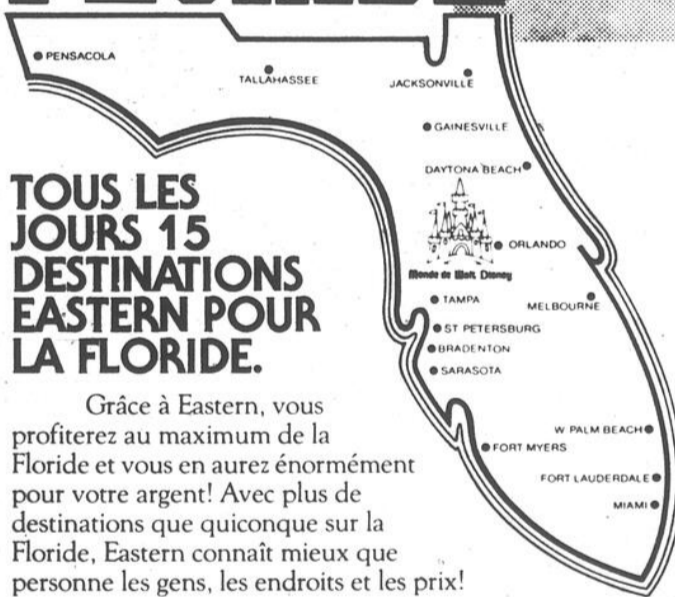 PENSACOLA
TALLAHASSEE
JACKSONVILLE
GAINESVILLE
DAYTONA BEACH
ORLANDO
Monde de Walt Disney
TAMPA
MELBOURNE
ST PETERSBURG
BRADENTON
SARASOTA
W PALM BEACH
FORT MYERS
FORT LAUDERDALE
MIAMI
TOUS LES
JOURS 15
DESTINATIONS
EASTERN POUR
LA FLORIDE.
Grâce à Eastern, vous
profiterez au maximum de la
Floride et vous en aurez énormément
pour votre argent! Avec plus de
destinations que quiconque sur la
Floride, Eastern connaît mieux que
personne les gens, les endroits et les prix!